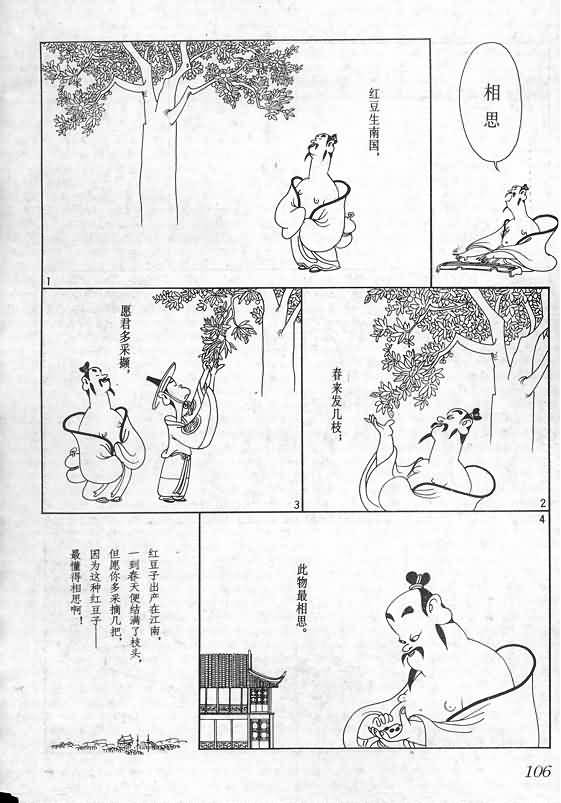 相思
红豆生南国，
1
春来发几枝；
2
愿君多采撷，
3
此物最相思。
4
红豆子出产在江南，
一到春天便结满了枝头，
但愿你多采摘几把，
因为这种红豆子——
最懂得相思啊！
106